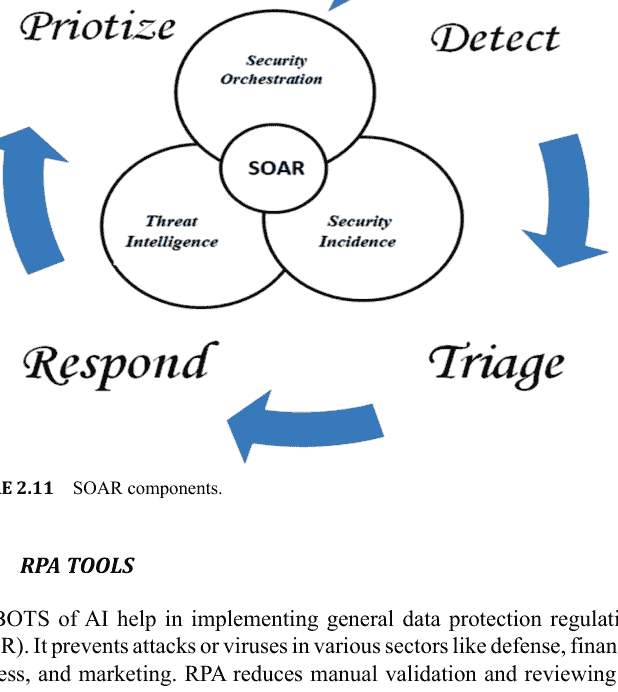 Priotize
Detect
Security
Orchestration
SOAR
Threat
Intelligence
Security
Incidence
Respond
Triage
2.11 SOAR components.
RPA TOOLS
BOTS of AI help in implementing general data protection regulati
R). It prevents attacks or viruses in various sectors like defense, finan
ess, and marketing. RPA reduces manual validation and reviewing